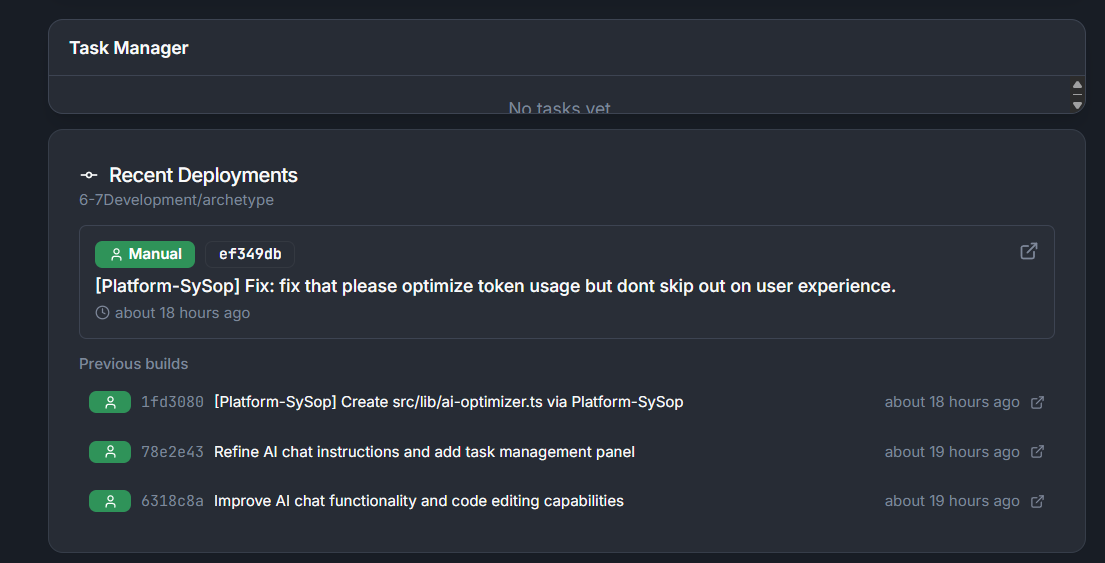 Task Manager
No tasks yet
Recent Deployments
6-7Development/archetype
Manual ef349db
[Platform-SySop] Fix: fix that please optimize token usage but dont skip out on user experience.
about 18 hours ago
Previous builds
1fd3080 [Platform-SySop] Create src/lib/ai-optimizer.ts via Platform-SySop about 18 hours ago
78e2e43 Refine AI chat instructions and add task management panel about 19 hours ago
6318c8a Improve AI chat functionality and code editing capabilities about 19 hours ago